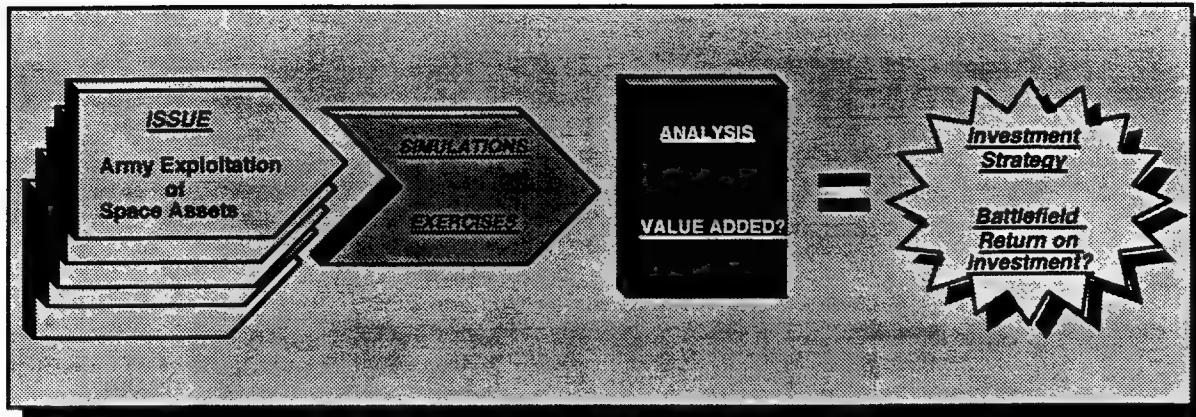 ISSUE
Army Exploitation
of
Space Assets
SIMULATIONS
EXERCISES
ANALYSIS
VALUE ADDED?
=
Investment
Strategy
Battlefield
Return on
Investment?